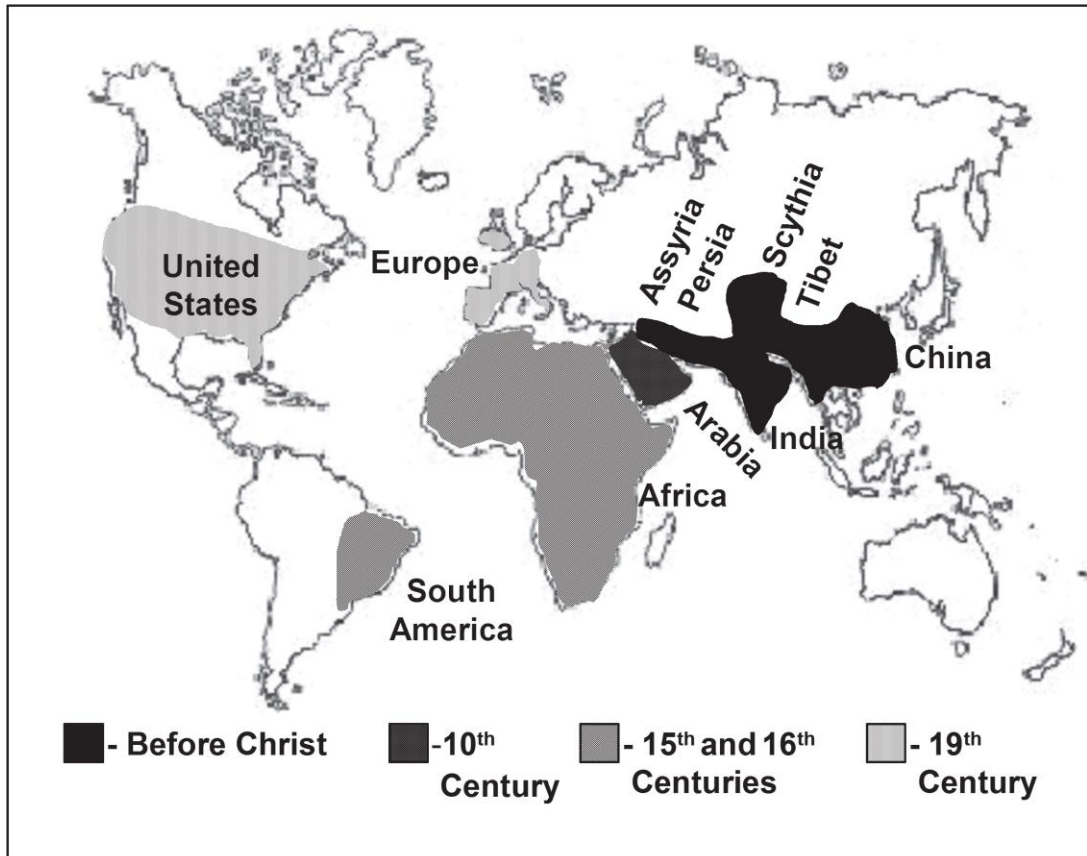 United
States
Europe
Assyria
Persia
Scythia
Tibet
China
Arabia
India
Africa
South
America
- Before Christ
-10th
Century
- 15th and 16th
Centuries
- 19th
Century